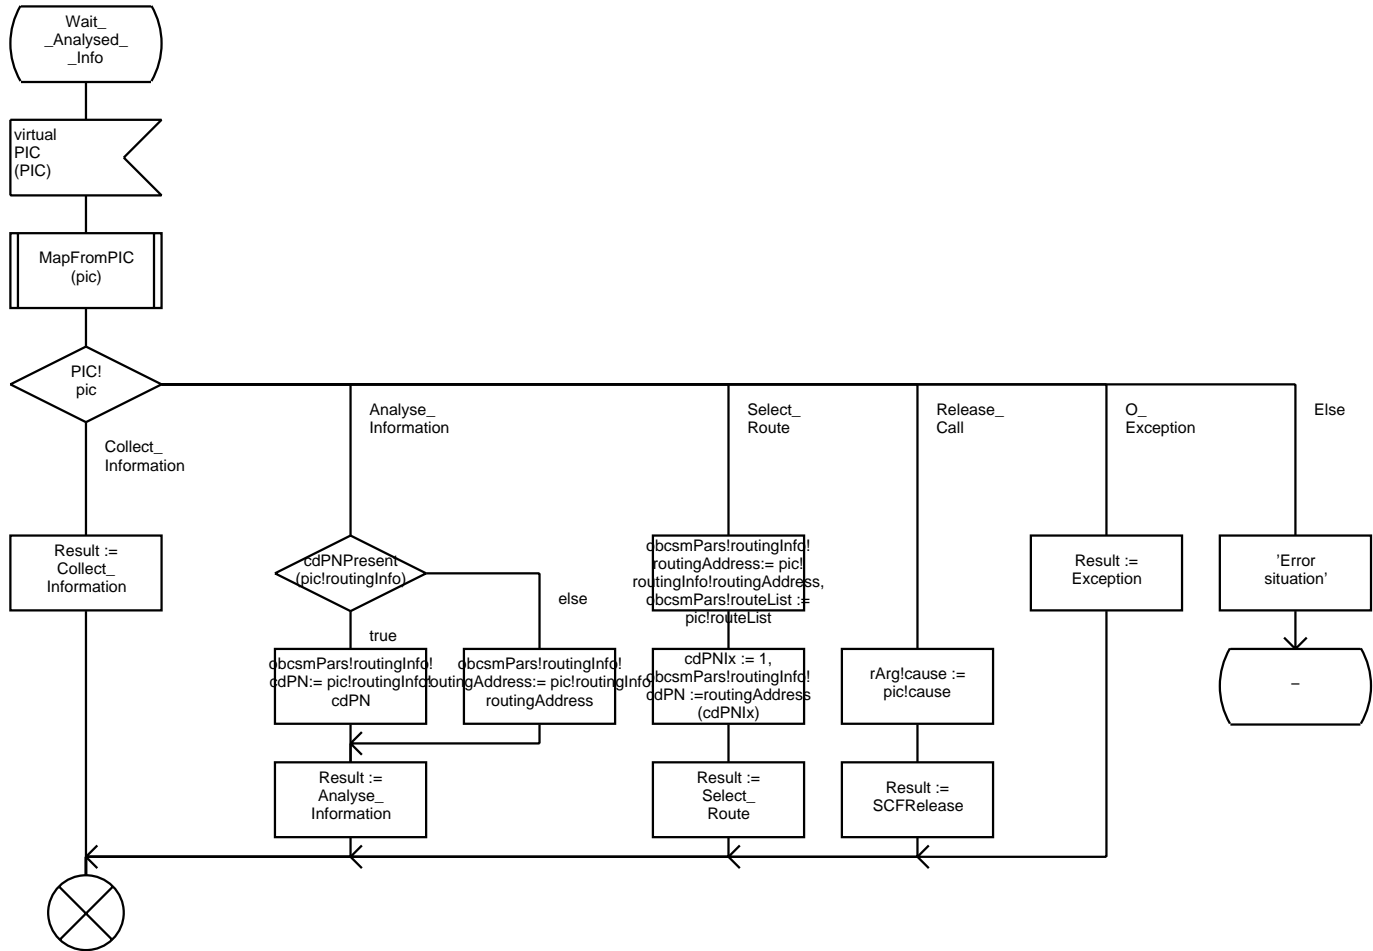 Wait_
_Analysed_
_Info
virtual
PIC
(PIC)
MapFromPIC
(pic)
PIC!
pic
Collect_
Information
Analyse_
Information
Select_
Route
Release_
Call
O_
Exception
Else
Result :=
Collect_
Information
cdPNPresent
(pic!routingInfo)
else
true
obcsmPars!routingInfo!
cdPN:= pic!routingInfo!
cdPN
obcsmPars!routingInfo!
routingAddress:= pic!routingInfo!
routingAddress
Result :=
Analyse_
Information
obcsmPars!routingInfo!
routingAddress:= pic!
routingInfo!routingAddress,
obcsmPars!routeList :=
pic!routeList
cdPNIx := 1,
obcsmPars!routingInfo!
cdPN :=routingAddress
(cdPNIx)
Result :=
Select_
Route
rArg!cause :=
pic!cause
Result :=
SCFRelease
Result :=
Exception
'Error
situation'
–